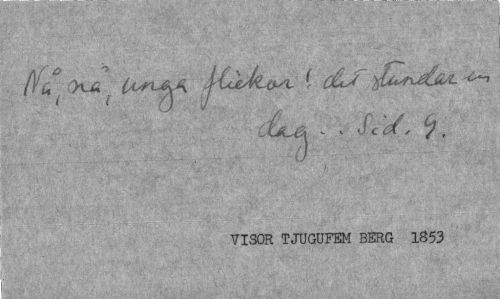 Nå, nå, unga flickor! det stundar en
dag . . Sid. 9.
VISOR TJUGUFEM BERG 1853